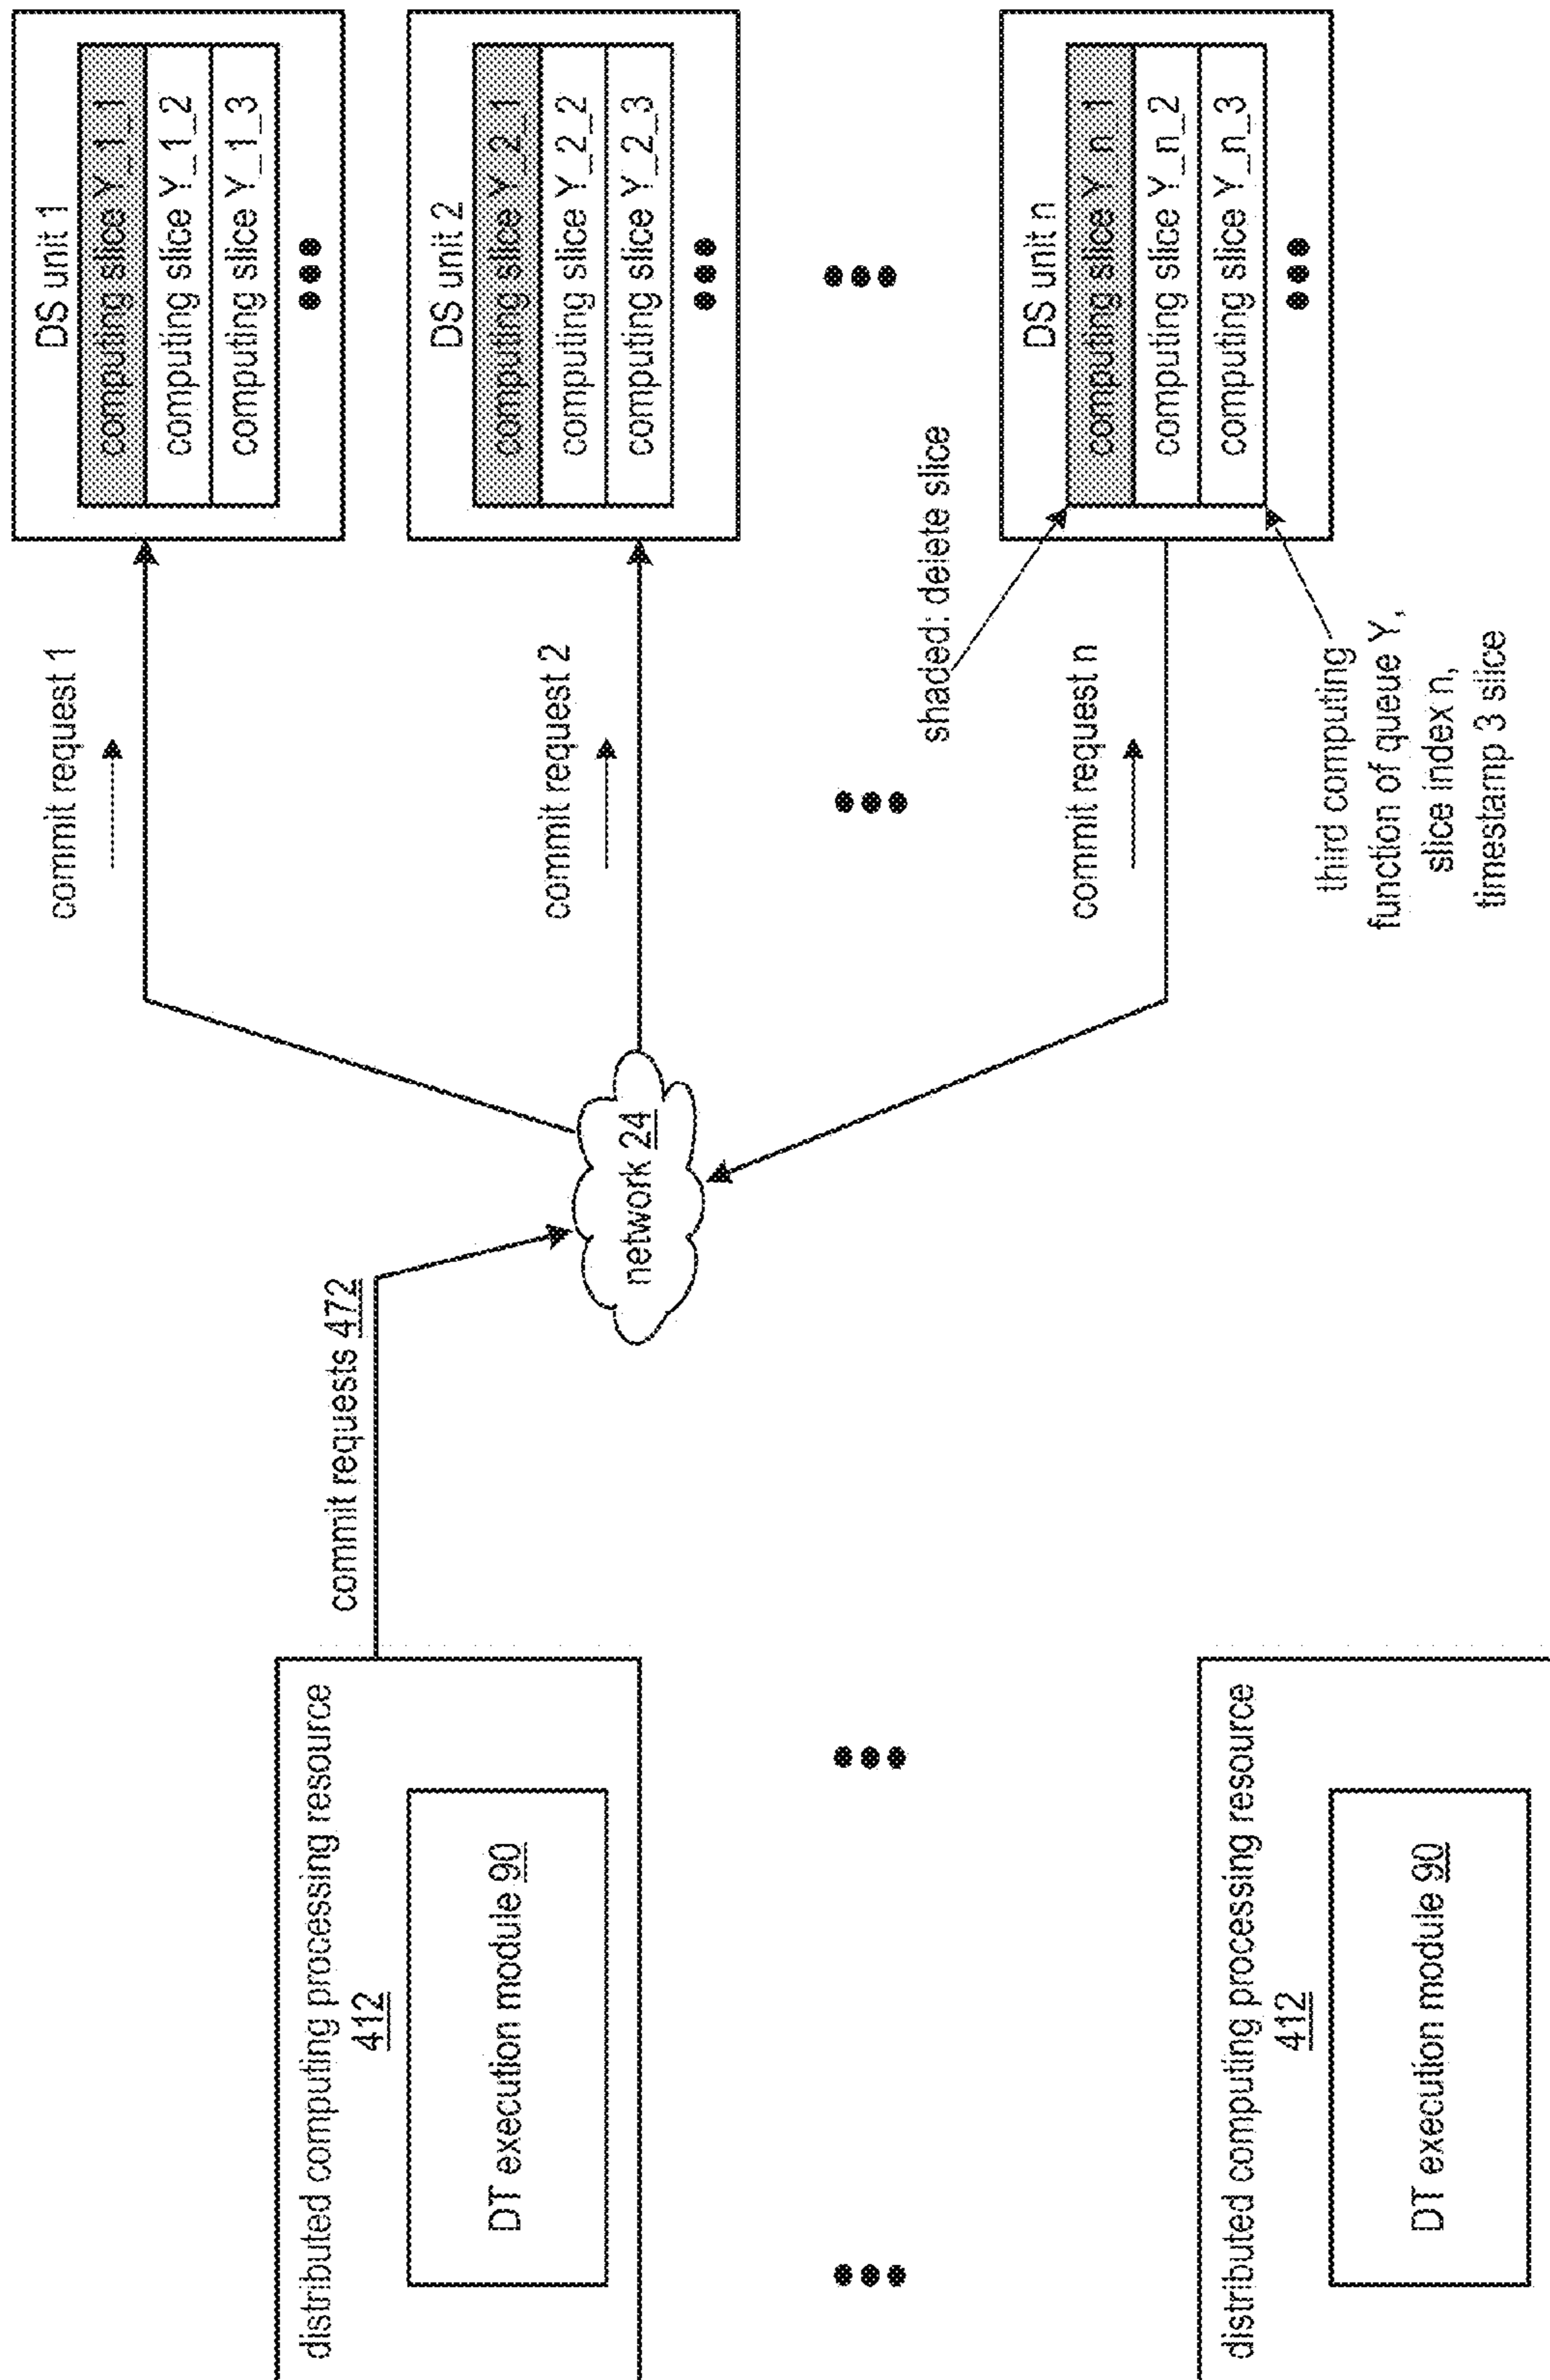 distributed computing processing resource
412
DT execution module 90
distributed computing processing resource
412
DT execution module 90
commit requests 472
network 24
commit request 1
commit request 2
commit request n
DS unit 1
computing slice Y_1_1
computing slice Y_1_2
computing slice Y_1_3
DS unit 2
computing slice Y_2_1
computing slice Y_2_2
computing slice Y_2_3
shaded: delete slice
DS unit n
computing slice Y_n_1
computing slice Y_n_2
computing slice Y_n_3
third computing
function of queue Y,
slice index n,
timestamp 3 slice